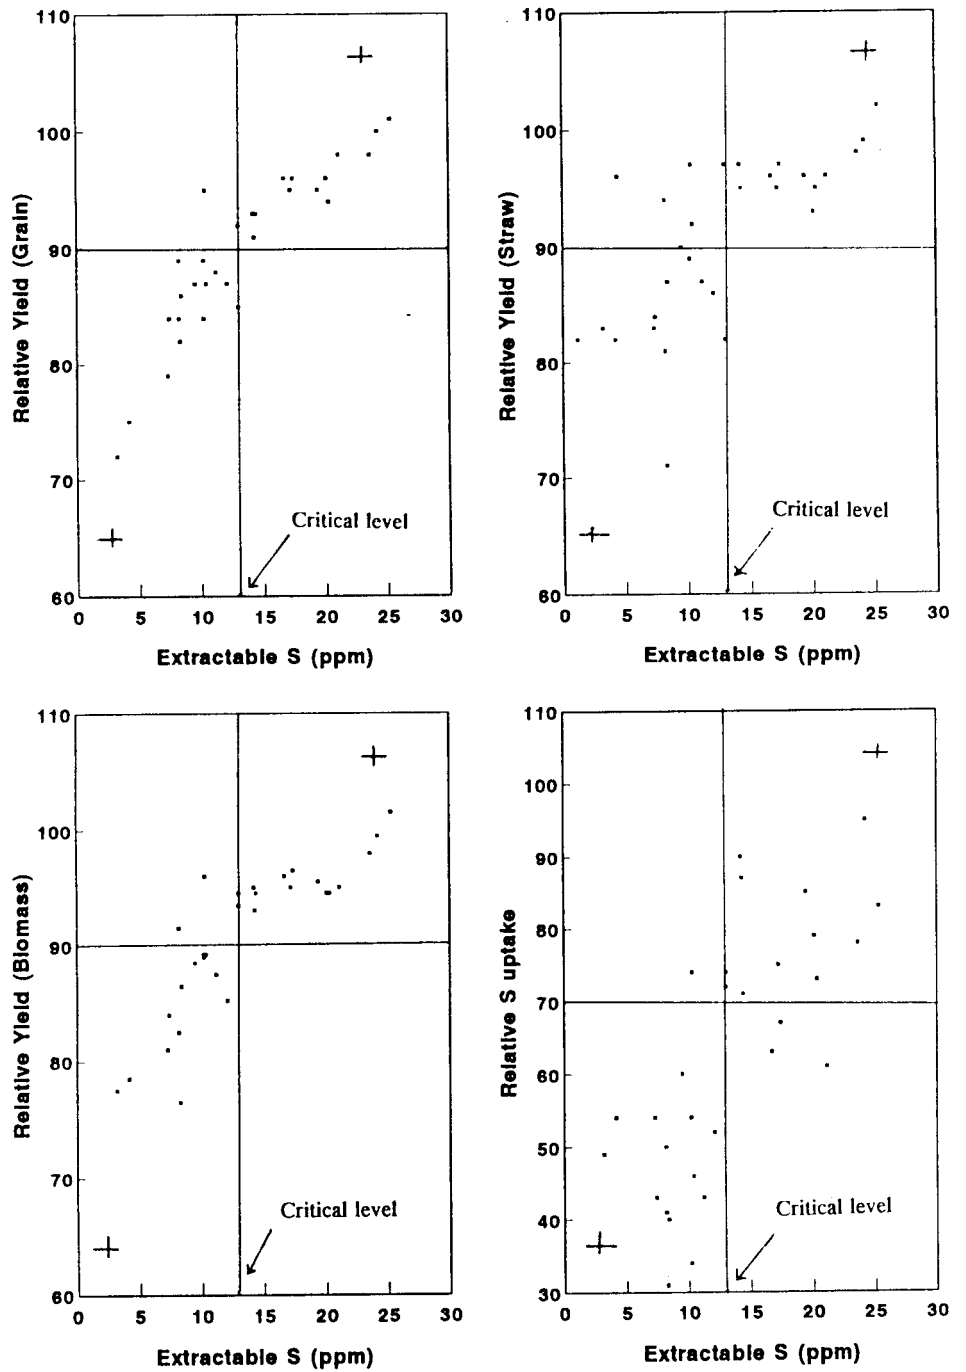 110
100
90
80
70
60
Relative Yield (Grain)
Critical level
0 5 10 15 20 25 30
Extractable S (ppm)
110
100
90
80
70
60
Relative Yield (Straw)
Critical level
0 5 10 15 20 25 30
Extractable S (ppm)
110
100
90
80
70
60
Relative Yield (Biomass)
Critical level
0 5 10 15 20 25 30
Extractable S (ppm)
110
100
90
80
70
60
50
40
30
Relative S uptake
Critical level
0 5 10 15 20 25 30
Extractable S (ppm)